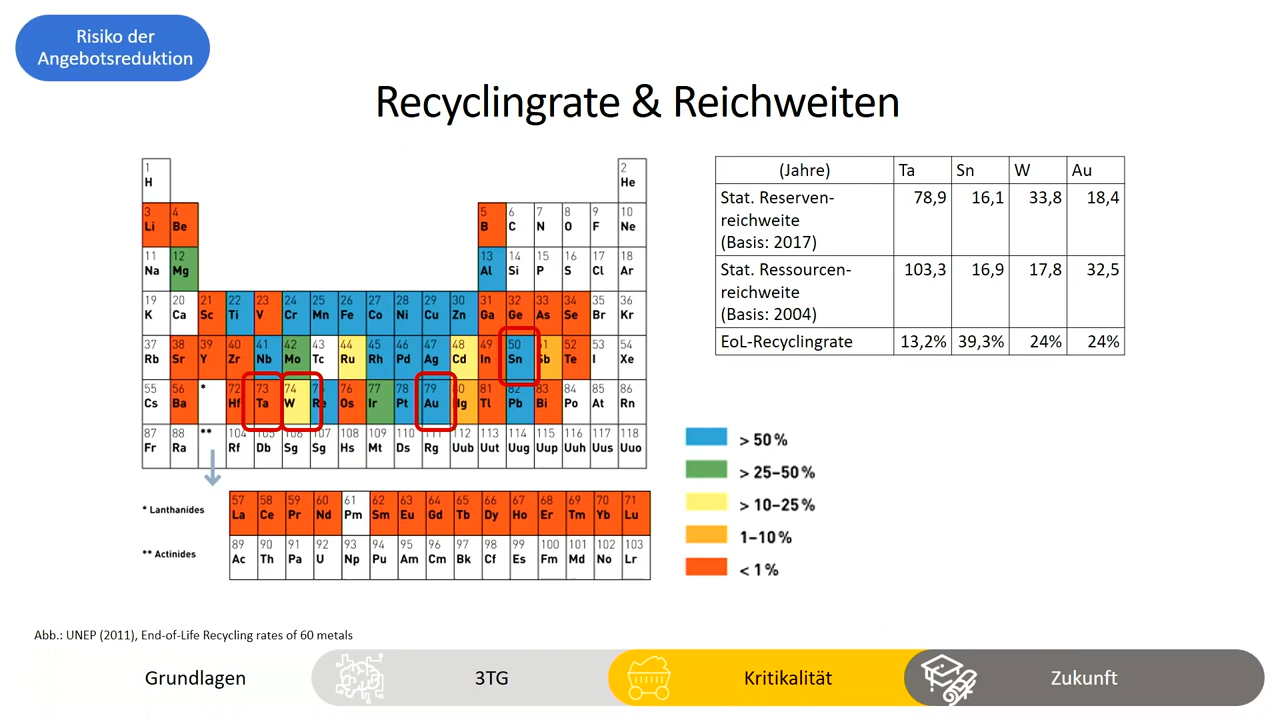 Risiko der
Angebotsreduktion
Recyclingrate & Reichweiten
1 2
H He
3 4 5 6 7 8 9 10
Li Be B C N O F Ne
11 12 13 14 15 16 17 18
Na Mg Al Si P S Cl Ar
19 20 21 22 23 24 25 26 27 28 29 30 31 32 33 34 35 36
K Ca Sc Ti V Cr Mn Fe Co Ni Cu Zn Ga Ge As Se Br Kr
37 38 39 40 41 42 43 44 45 46 47 48 49 50 51 52 53 54
Rb Sr Y Zr Nb Mo Tc Ru Rh Pd Ag Cd In Sn Sb Te I Xe
55 56 * 72 73 74 75 76 77 78 79 80 81 82 83 84 85 86
Cs Ba Hf Ta W Re Os Ir Pt Au Hg Tl Pb Bi Po At Rn
87 88 ** 104 105 106 107 108 109 110 111 112 113 114 115 116 117 118
Fr Ra Rf Db Sg Sg Hs Mt Ds Rg Uub Uut Uug Uup Uuh Uus Uuo
* Lanthanides
57 58 59 60 61 62 63 64 65 66 67 68 69 70 71
La Ce Pr Nd Pm Sm Eu Gd Tb Dy Ho Er Tm Yb Lu
** Actinides
89 90 91 92 93 94 95 96 97 98 99 100 101 102 103
Ac Th Pa U Np Pu Am Cm Bk Cf Es Fm Md No Lr
(Jahre) Ta Sn W Au
Stat. Reserven- 78,9 16,1 33,8 18,4
reichweite
(Basis: 2017)
Stat. Ressourcen- 103,3 16,9 17,8 32,5
reichweite
(Basis: 2004)
EoL-Recyclingrate 13,2% 39,3% 24% 24%
> 50 %
> 25–50 %
> 10–25 %
1–10 %
< 1 %
Abb.: UNEP (2011), End-of-Life Recycling rates of 60 metals
Grundlagen 3TG Kritikalität Zukunft